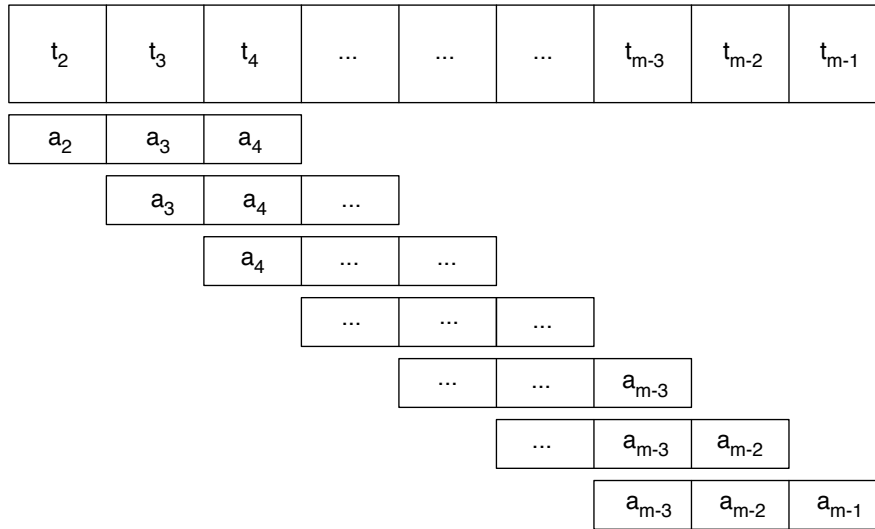 t₂ t₃ t₄ ... ... ... tₘ₋₃ tₘ₋₂ tₘ₋₁
a₂ a₃ a₄
a₃ a₄ ...
a₄ ... ...
... ... ...
... ... aₘ₋₃
... aₘ₋₃ aₘ₋₂
aₘ₋₃ aₘ₋₂ aₘ₋₁